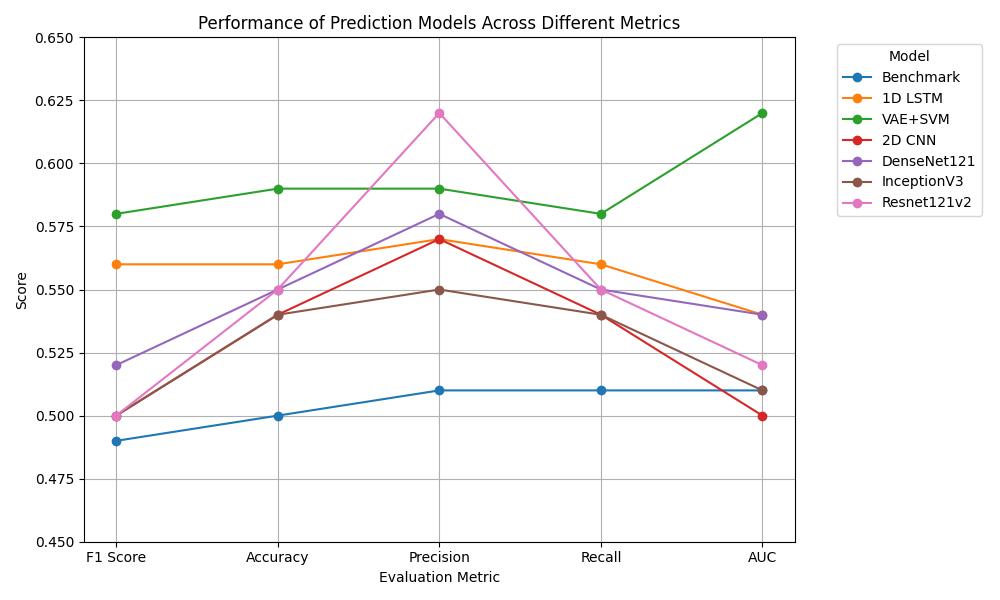 Performance of Prediction Models Across Different Metrics
0.650
0.625
0.600
0.575
0.550
0.525
0.500
0.475
0.450
Score
F1 Score
Accuracy
Precision
Recall
AUC
Evaluation Metric
Model
Benchmark
1D LSTM
VAE+SVM
2D CNN
DenseNet121
InceptionV3
Resnet121v2